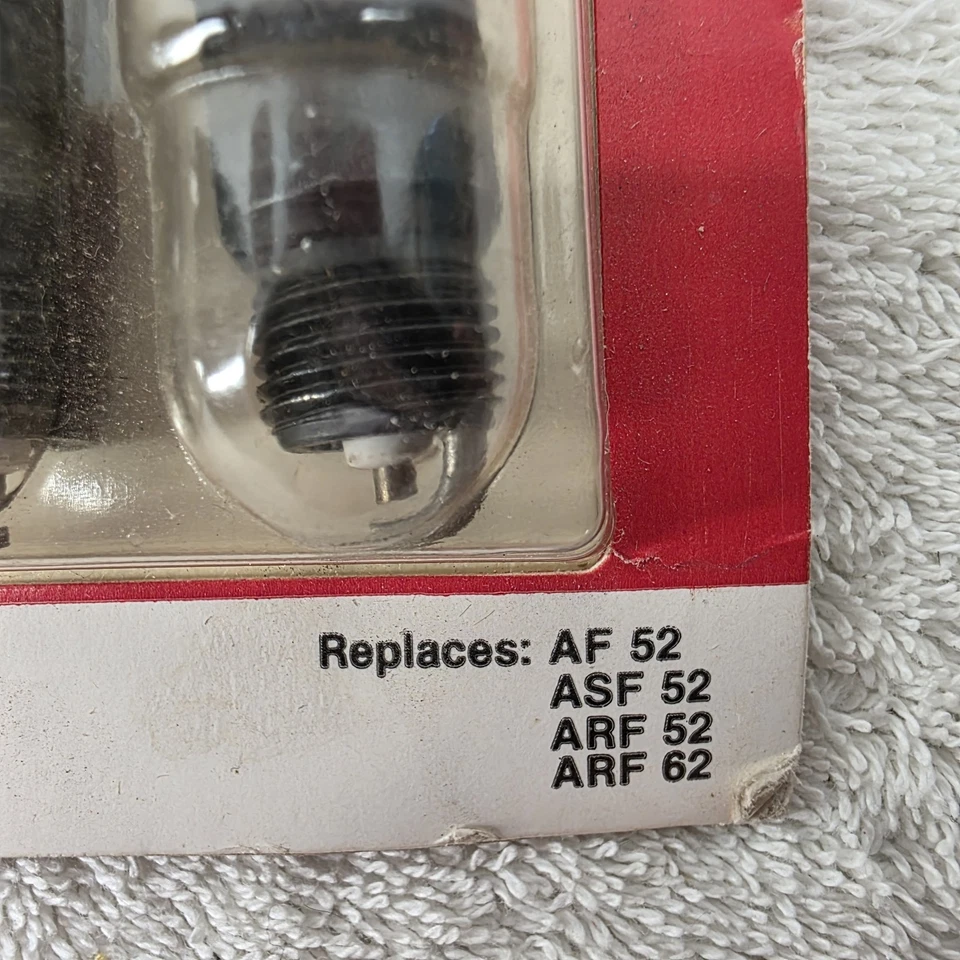 Replaces: AF 52
ASF 52
ARF 52
ARF 62